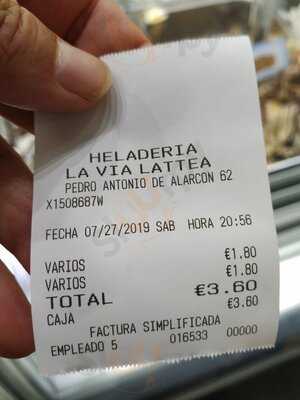 HELADERIA
LA VIA LATTEA
PEDRO ANTONIO DE ALARCON 62
X1508687W
FECHA 07/27/2019 SAB HORA 20:56
VARIOS €1.80
VARIOS €1.80
TOTAL €3.60
CAJA €3.60
FACTURA SIMPLIFICADA
EMPLEADO 5 016533 00000